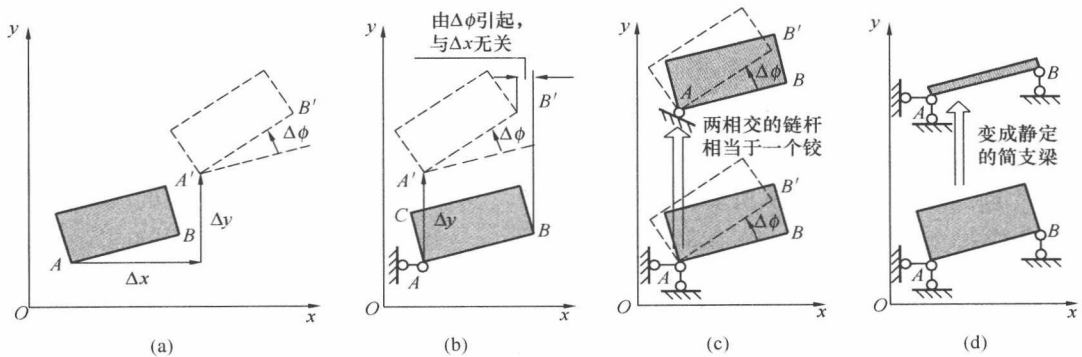 y
B'
Δϕ
A'
Δy
B
A
Δx
O
x
(a)
y
由Δϕ引起,
与Δx无关
B'
Δϕ
A'
C
Δy
B
A
O
x
(b)
y
B'
Δϕ
A
B
两相交的链杆
相当于一个铰
B'
Δϕ
B
A
O
x
(c)
y
B
A
变成静定
的简支梁
B
A
O
x
(d)